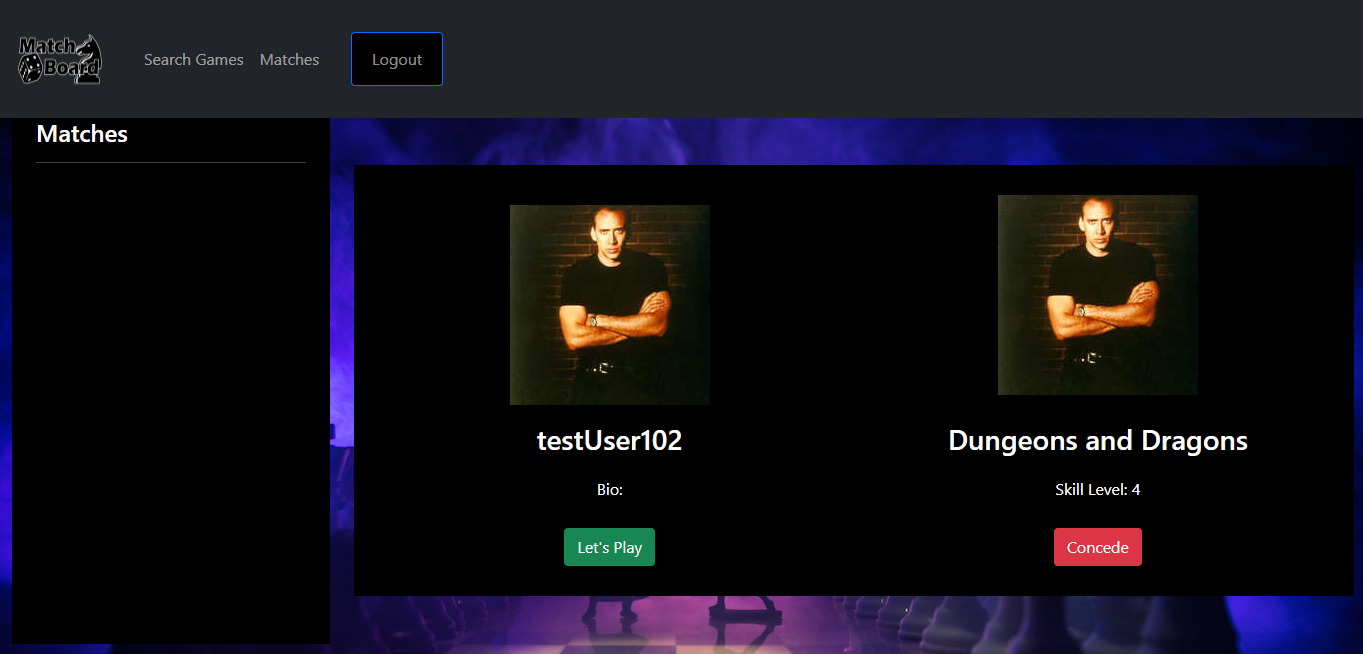 Match
Board
Search Games
Matches
Logout
Matches
testUser102
Dungeons and Dragons
Bio:
Skill Level: 4
Let's Play
Concede